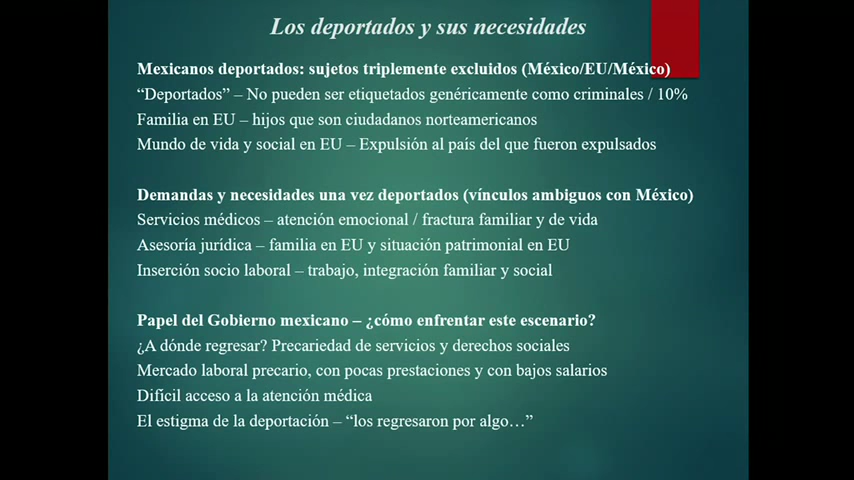 Los deportados y sus necesidades
Mexicanos deportados: sujetos triplemente excluidos (México/EU/México)
“Deportados” – No pueden ser etiquetados genéricamente como criminales / 10%
Familia en EU – hijos que son ciudadanos norteamericanos
Mundo de vida y social en EU – Expulsión al país del que fueron expulsados
Demandas y necesidades una vez deportados (vínculos ambiguos con México)
Servicios médicos – atención emocional / fractura familiar y de vida
Asesoría jurídica – familia en EU y situación patrimonial en EU
Inserción socio laboral – trabajo, integración familiar y social
Papel del Gobierno mexicano – ¿cómo enfrentar este escenario?
¿A dónde regresar? Precariedad de servicios y derechos sociales
Mercado laboral precario, con pocas prestaciones y con bajos salarios
Difícil acceso a la atención médica
El estigma de la deportación – “los regresaron por algo…”